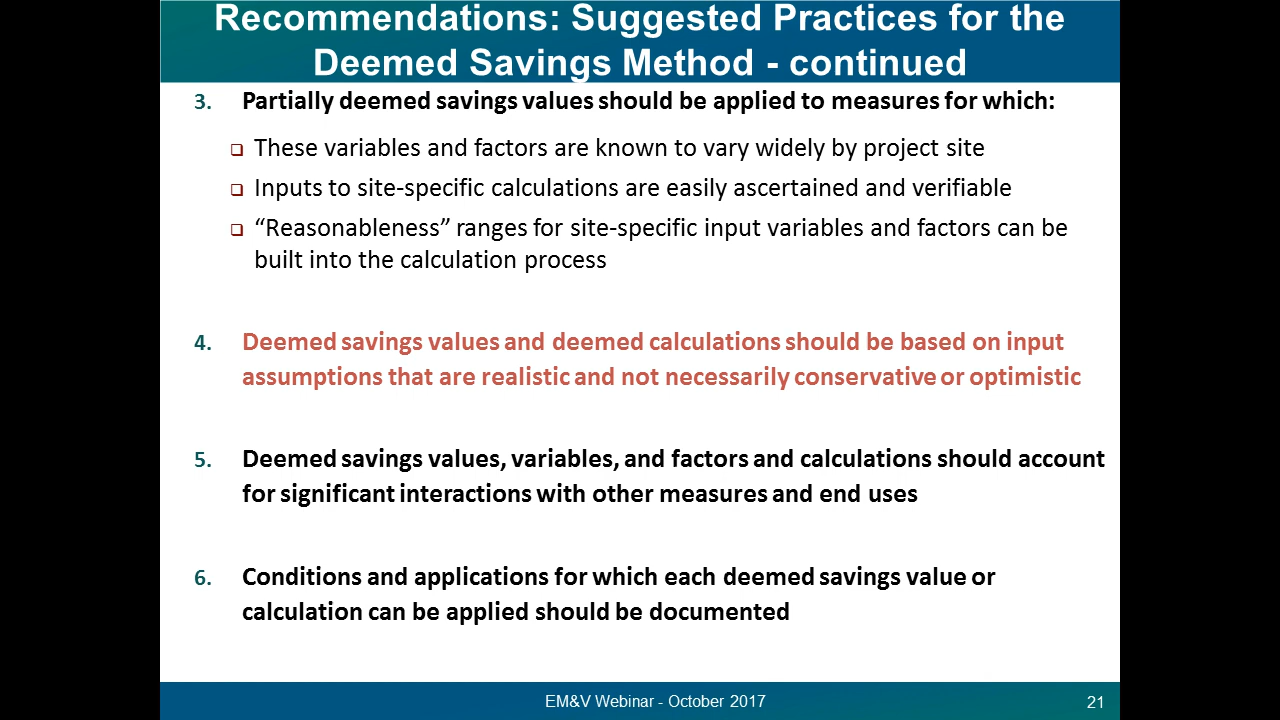 Recommendations: Suggested Practices for the
Deemed Savings Method - continued
3. Partially deemed savings values should be applied to measures for which:
These variables and factors are known to vary widely by project site
Inputs to site-specific calculations are easily ascertained and verifiable
“Reasonableness” ranges for site-specific input variables and factors can be
built into the calculation process
4. Deemed savings values and deemed calculations should be based on input
assumptions that are realistic and not necessarily conservative or optimistic
5. Deemed savings values, variables, and factors and calculations should account
for significant interactions with other measures and end uses
6. Conditions and applications for which each deemed savings value or
calculation can be applied should be documented
EM&V Webinar - October 2017
21